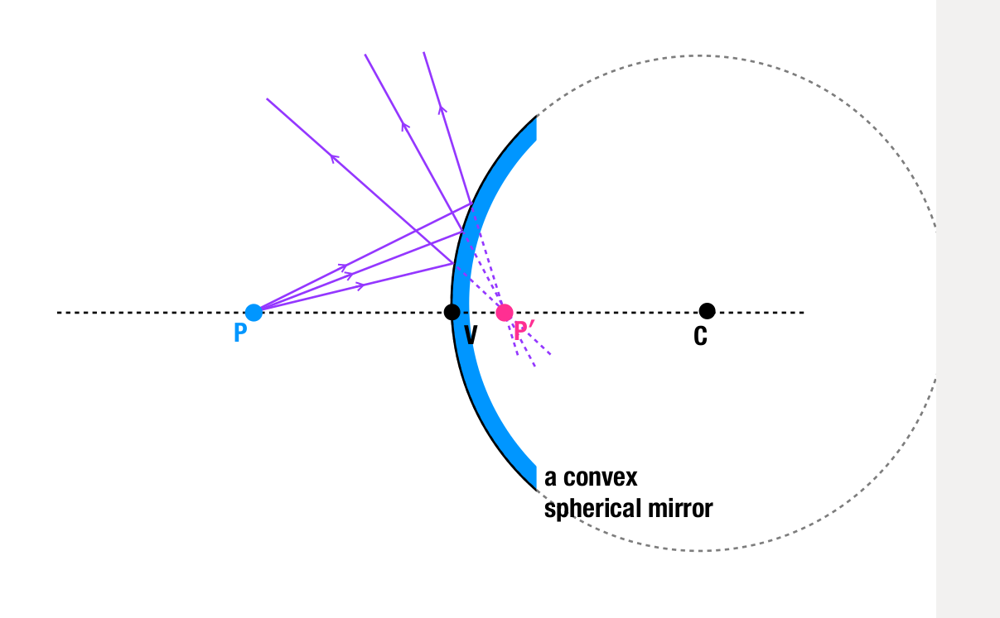 P
V
P′
C
a convex
spherical mirror